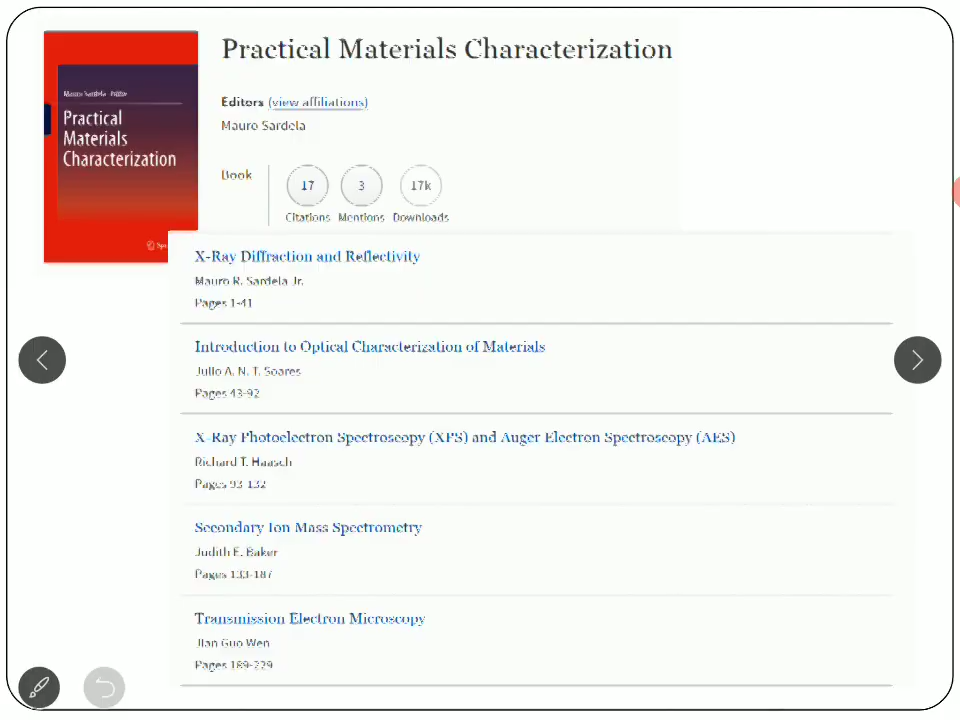 Practical Materials Characterization
Mauro Sardela Editor
Practical
Materials
Characterization
Editors (view affiliations)
Mauro Sardela
Book
17
3
17k
Citations Mentions Downloads
X-Ray Diffraction and Reflectivity
Mauro R. Sardela Jr.
Pages 1-41
Introduction to Optical Characterization of Materials
Julio A. N. T. Soares
Pages 43-92
X-Ray Photoelectron Spectroscopy (XPS) and Auger Electron Spectroscopy (AES)
Richard T. Haasch
Pages 93-132
Secondary Ion Mass Spectrometry
Judith E. Baker
Pages 133-187
Transmission Electron Microscopy
Jian Guo Wen
Pages 189-229